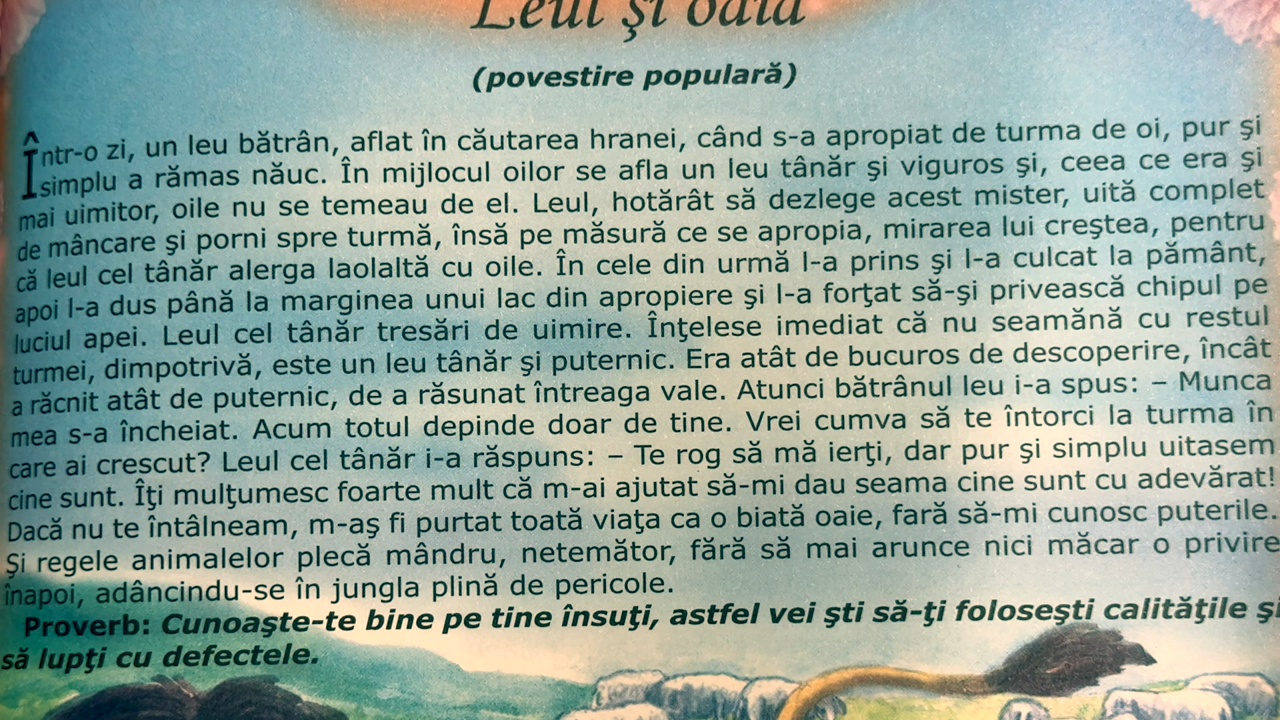 Leul şi oaia
(povestire populară)
Într-o zi, un leu bătrân, aflat în căutarea hranei, când s-a apropiat de turma de oi, pur şi
simplu a rămas năuc. În mijlocul oilor se afla un leu tânăr şi viguros şi, ceea ce era şi
mai uimitor, oile nu se temeau de el. Leul, hotărât să dezlege acest mister, uită complet
de mâncare şi porni spre turmă, însă pe măsură ce se apropia, mirarea lui creştea, pentru
că leul cel tânăr alerga laolaltă cu oile. În cele din urmă l-a prins şi l-a culcat la pământ,
apoi l-a dus până la marginea unui lac din apropiere şi l-a forţat să-şi privească chipul pe
luciul apei. Leul cel tânăr tresări de uimire. Înţelese imediat că nu seamănă cu restul
turmei, dimpotrivă, este un leu tânăr şi puternic. Era atât de bucuros de descoperire, încât
a răcnit atât de puternic, de a răsunat întreaga vale. Atunci bătrânul leu i-a spus: – Munca
mea s-a încheiat. Acum totul depinde doar de tine. Vrei cumva să te întorci la turma în
care ai crescut? Leul cel tânăr i-a răspuns: – Te rog să mă ierţi, dar pur şi simplu uitasem
cine sunt. Îţi mulţumesc foarte mult că m-ai ajutat să-mi dau seama cine sunt cu adevărat!
Dacă nu te întâlneam, m-aş fi purtat toată viaţa ca o biată oaie, fară să-mi cunosc puterile.
Şi regele animalelor plecă mândru, netemător, fără să mai arunce nici măcar o privire
înapoi, adâncindu-se în jungla plină de pericole.
Proverb: Cunoaşte-te bine pe tine însuţi, astfel vei şti să-ţi foloseşti calităţile şi
să lupţi cu defectele.